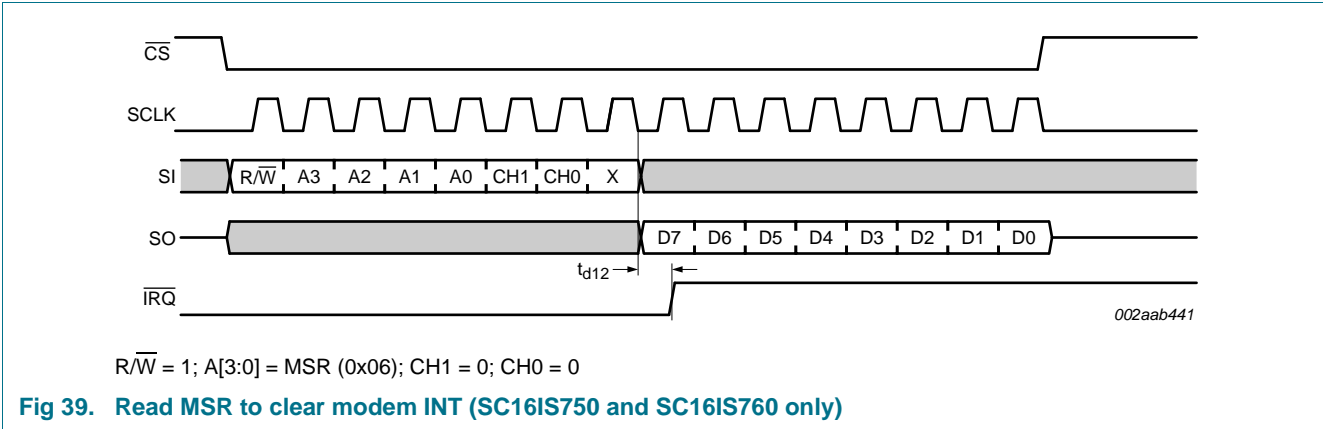 CS
SCLK
SI R/W A3 A2 A1 A0 CH1 CH0 X
SO D7 D6 D5 D4 D3 D2 D1 D0
td12
IRQ
002aab441
R/W = 1; A[3:0] = MSR (0x06); CH1 = 0; CH0 = 0
Fig 39. Read MSR to clear modem INT (SC16IS750 and SC16IS760 only)